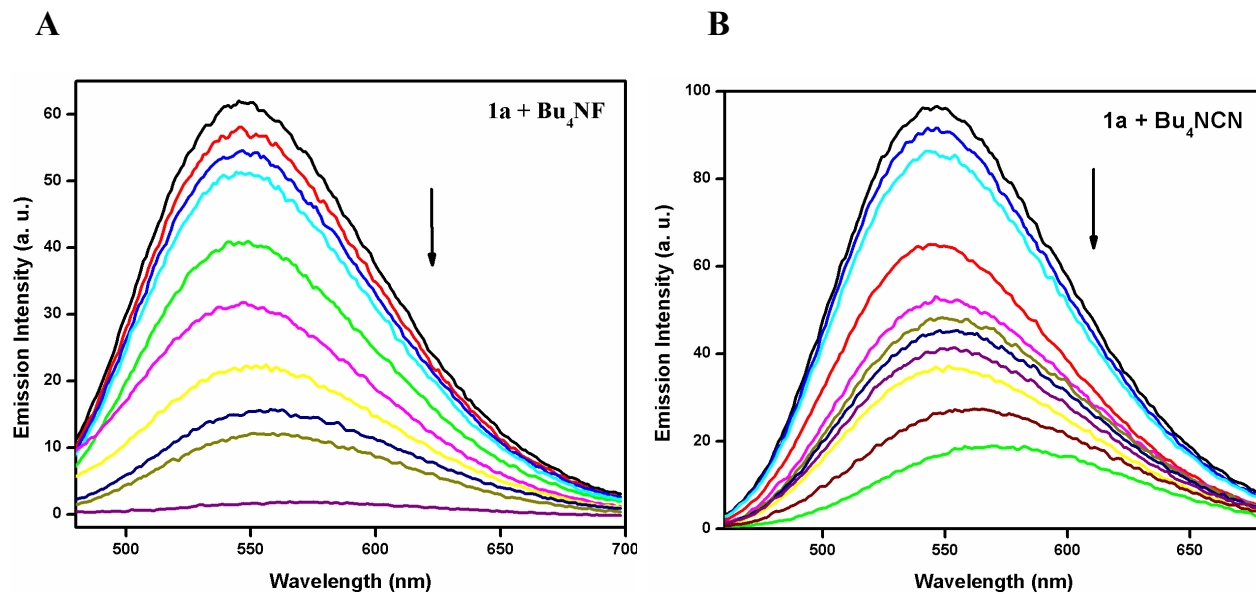 A
B
1a + Bu₄NF
60
50
40
30
20
10
0
500
550
600
650
700
Emission Intensity (a. u.)
Wavelength (nm)
1a + Bu₄NCN
100
80
60
40
20
0
500
550
600
650
Emission Intensity (a. u.)
Wavelength (nm)